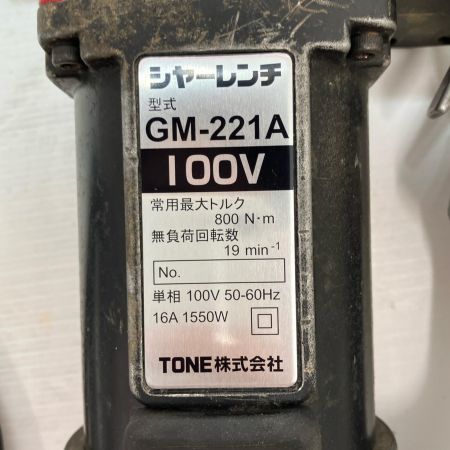 シャーレンチ
型式
GM-221A
100V
常用最大トルク
800 N·m
無負荷回転数
19 min⁻¹
No.
単相 100V 50-60Hz
16A 1550W
TONE株式会社